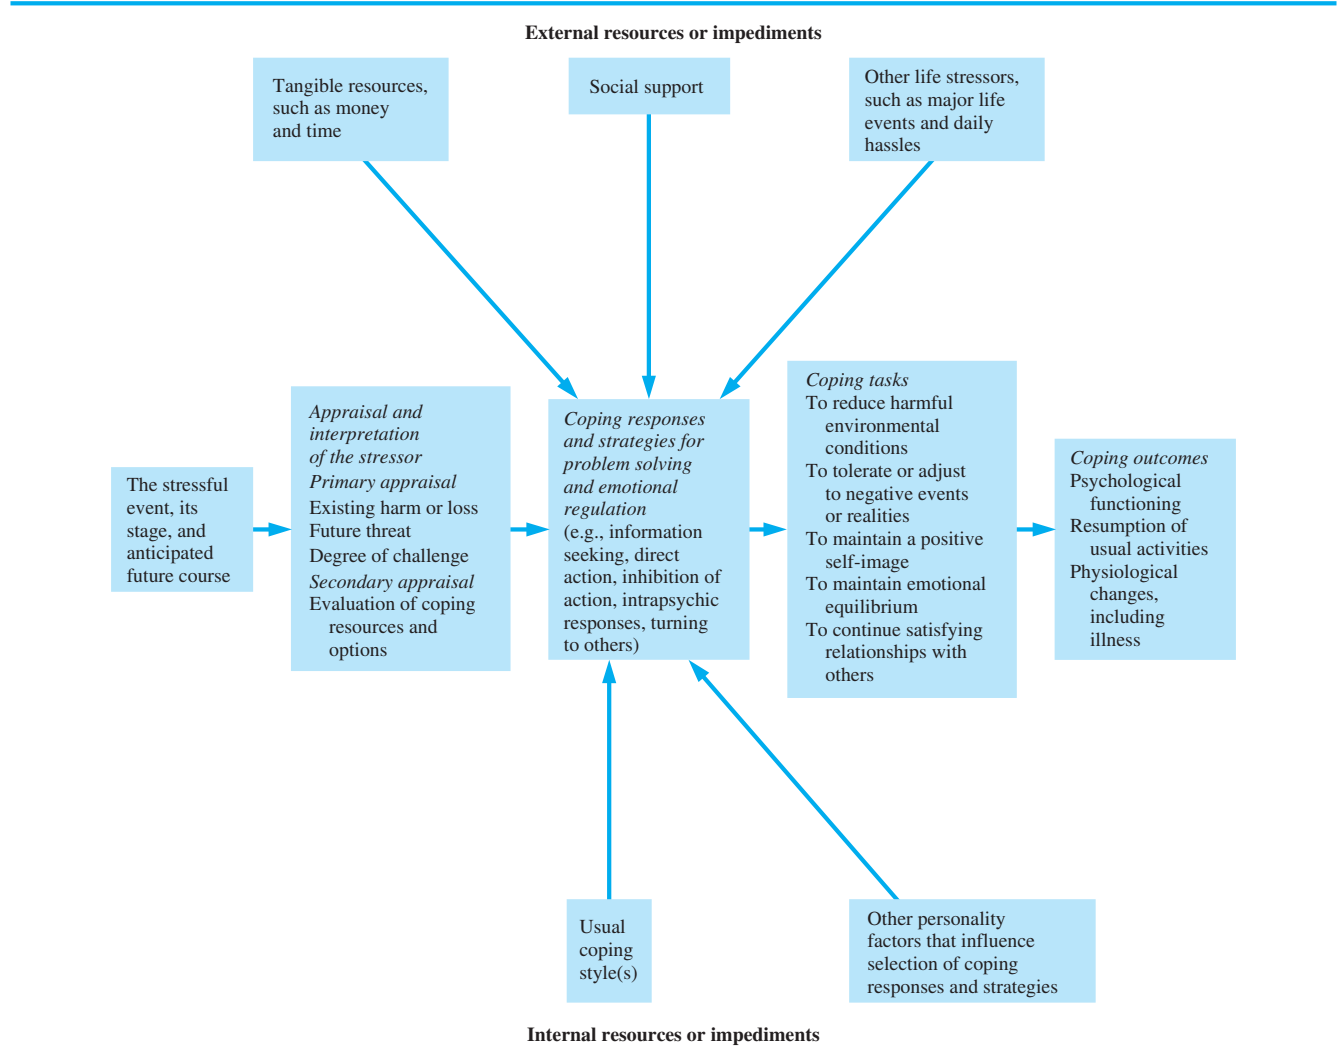 External resources or impediments
Tangible resources,
such as money
and time
Social support
Other life stressors,
such as major life
events and daily
hassles
The stressful
event, its
stage, and
anticipated
future course
Appraisal and
interpretation
of the stressor
Primary appraisal
Existing harm or loss
Future threat
Degree of challenge
Secondary appraisal
Evaluation of coping
resources and
options
Coping responses
and strategies for
problem solving
and emotional
regulation
(e.g., information
seeking, direct
action, inhibition of
action, intrapsychic
responses, turning
to others)
Coping tasks
To reduce harmful
environmental
conditions
To tolerate or adjust
to negative events
or realities
To maintain a positive
self-image
To maintain emotional
equilibrium
To continue satisfying
relationships with
others
Coping outcomes
Psychological
functioning
Resumption of
usual activities
Physiological
changes,
including
illness
Usual
coping
style(s)
Other personality
factors that influence
selection of coping
responses and strategies
Internal resources or impediments